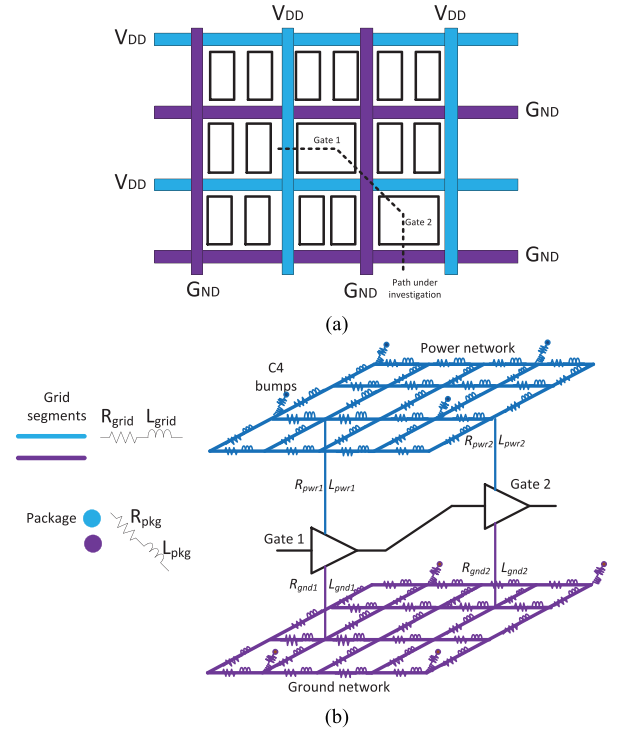 VDD VDD
VDD
Gate 1
GND
VDD
Gate 2
GND
GND GND
Path under
investigation
(a)
Power network
C4
bumps
Grid
segments
Rgrid Lgrid
Rpwr2 Lpwr2
Rpwr1 Lpwr1
Gate 2
Package
Rpkg
Lpkg
Gate 1
Rgnd2 Lgnd2
Rgnd1 Lgnd1
Ground network
(b)